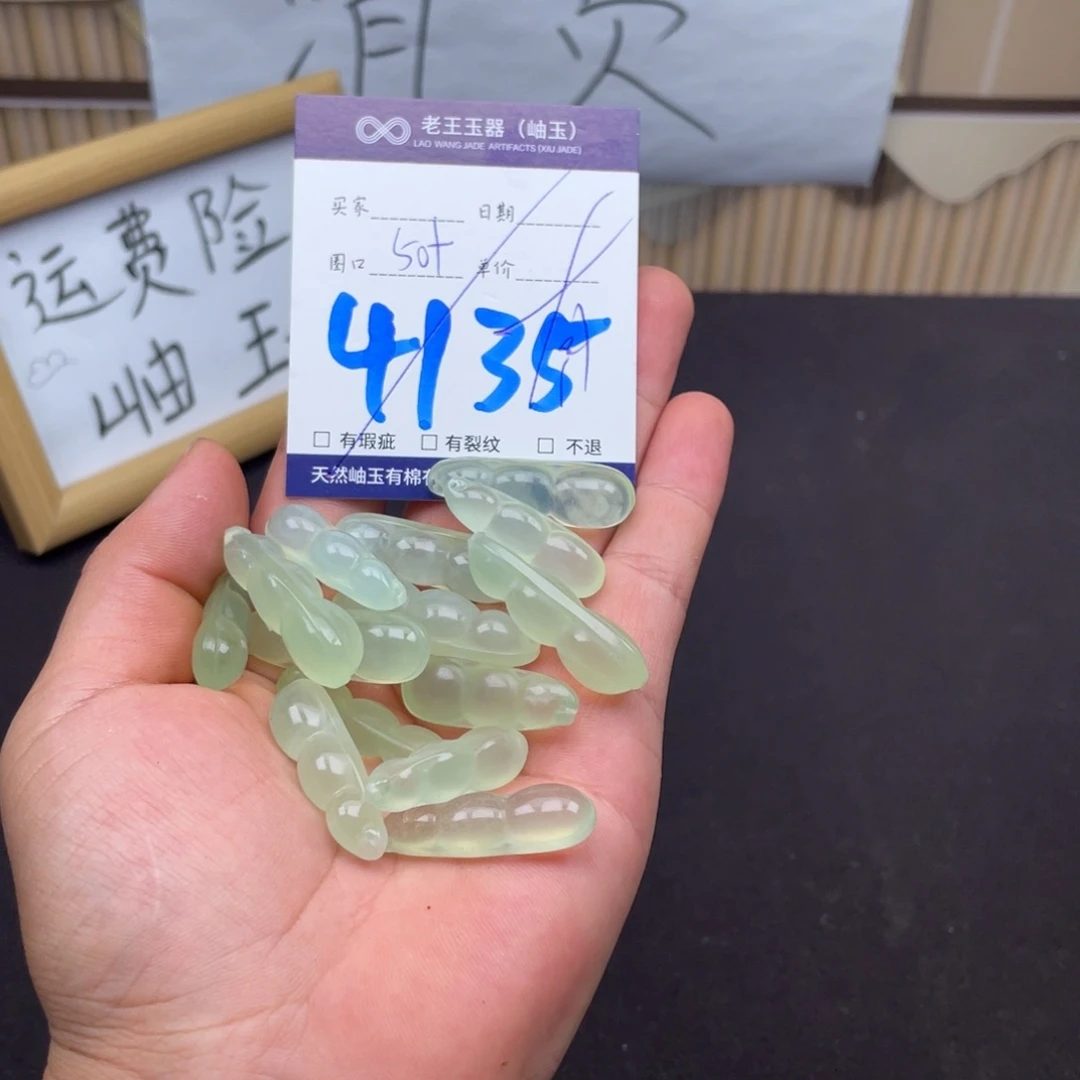 运费险
岫玉
老王玉器（岫玉）
LAO WANG JADE ARTIFACTS (XIU JADE)
买家 日期
圈口 50f 单价
4135
□ 有瑕疵 □ 有裂纹 □ 不退
天然岫玉有棉